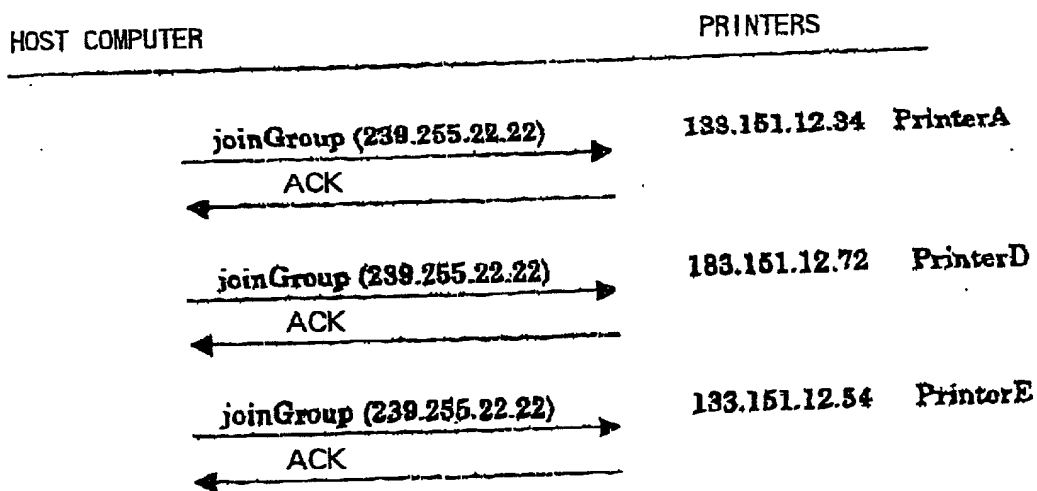 HOST COMPUTER PRINTERS
joinGroup (239.255.22.22) 133.151.12.34 PrinterA
ACK
joinGroup (239.255.22.22) 133.151.12.72 PrinterD
ACK
joinGroup (239.255.22.22) 133.151.12.54 PrinterE
ACK